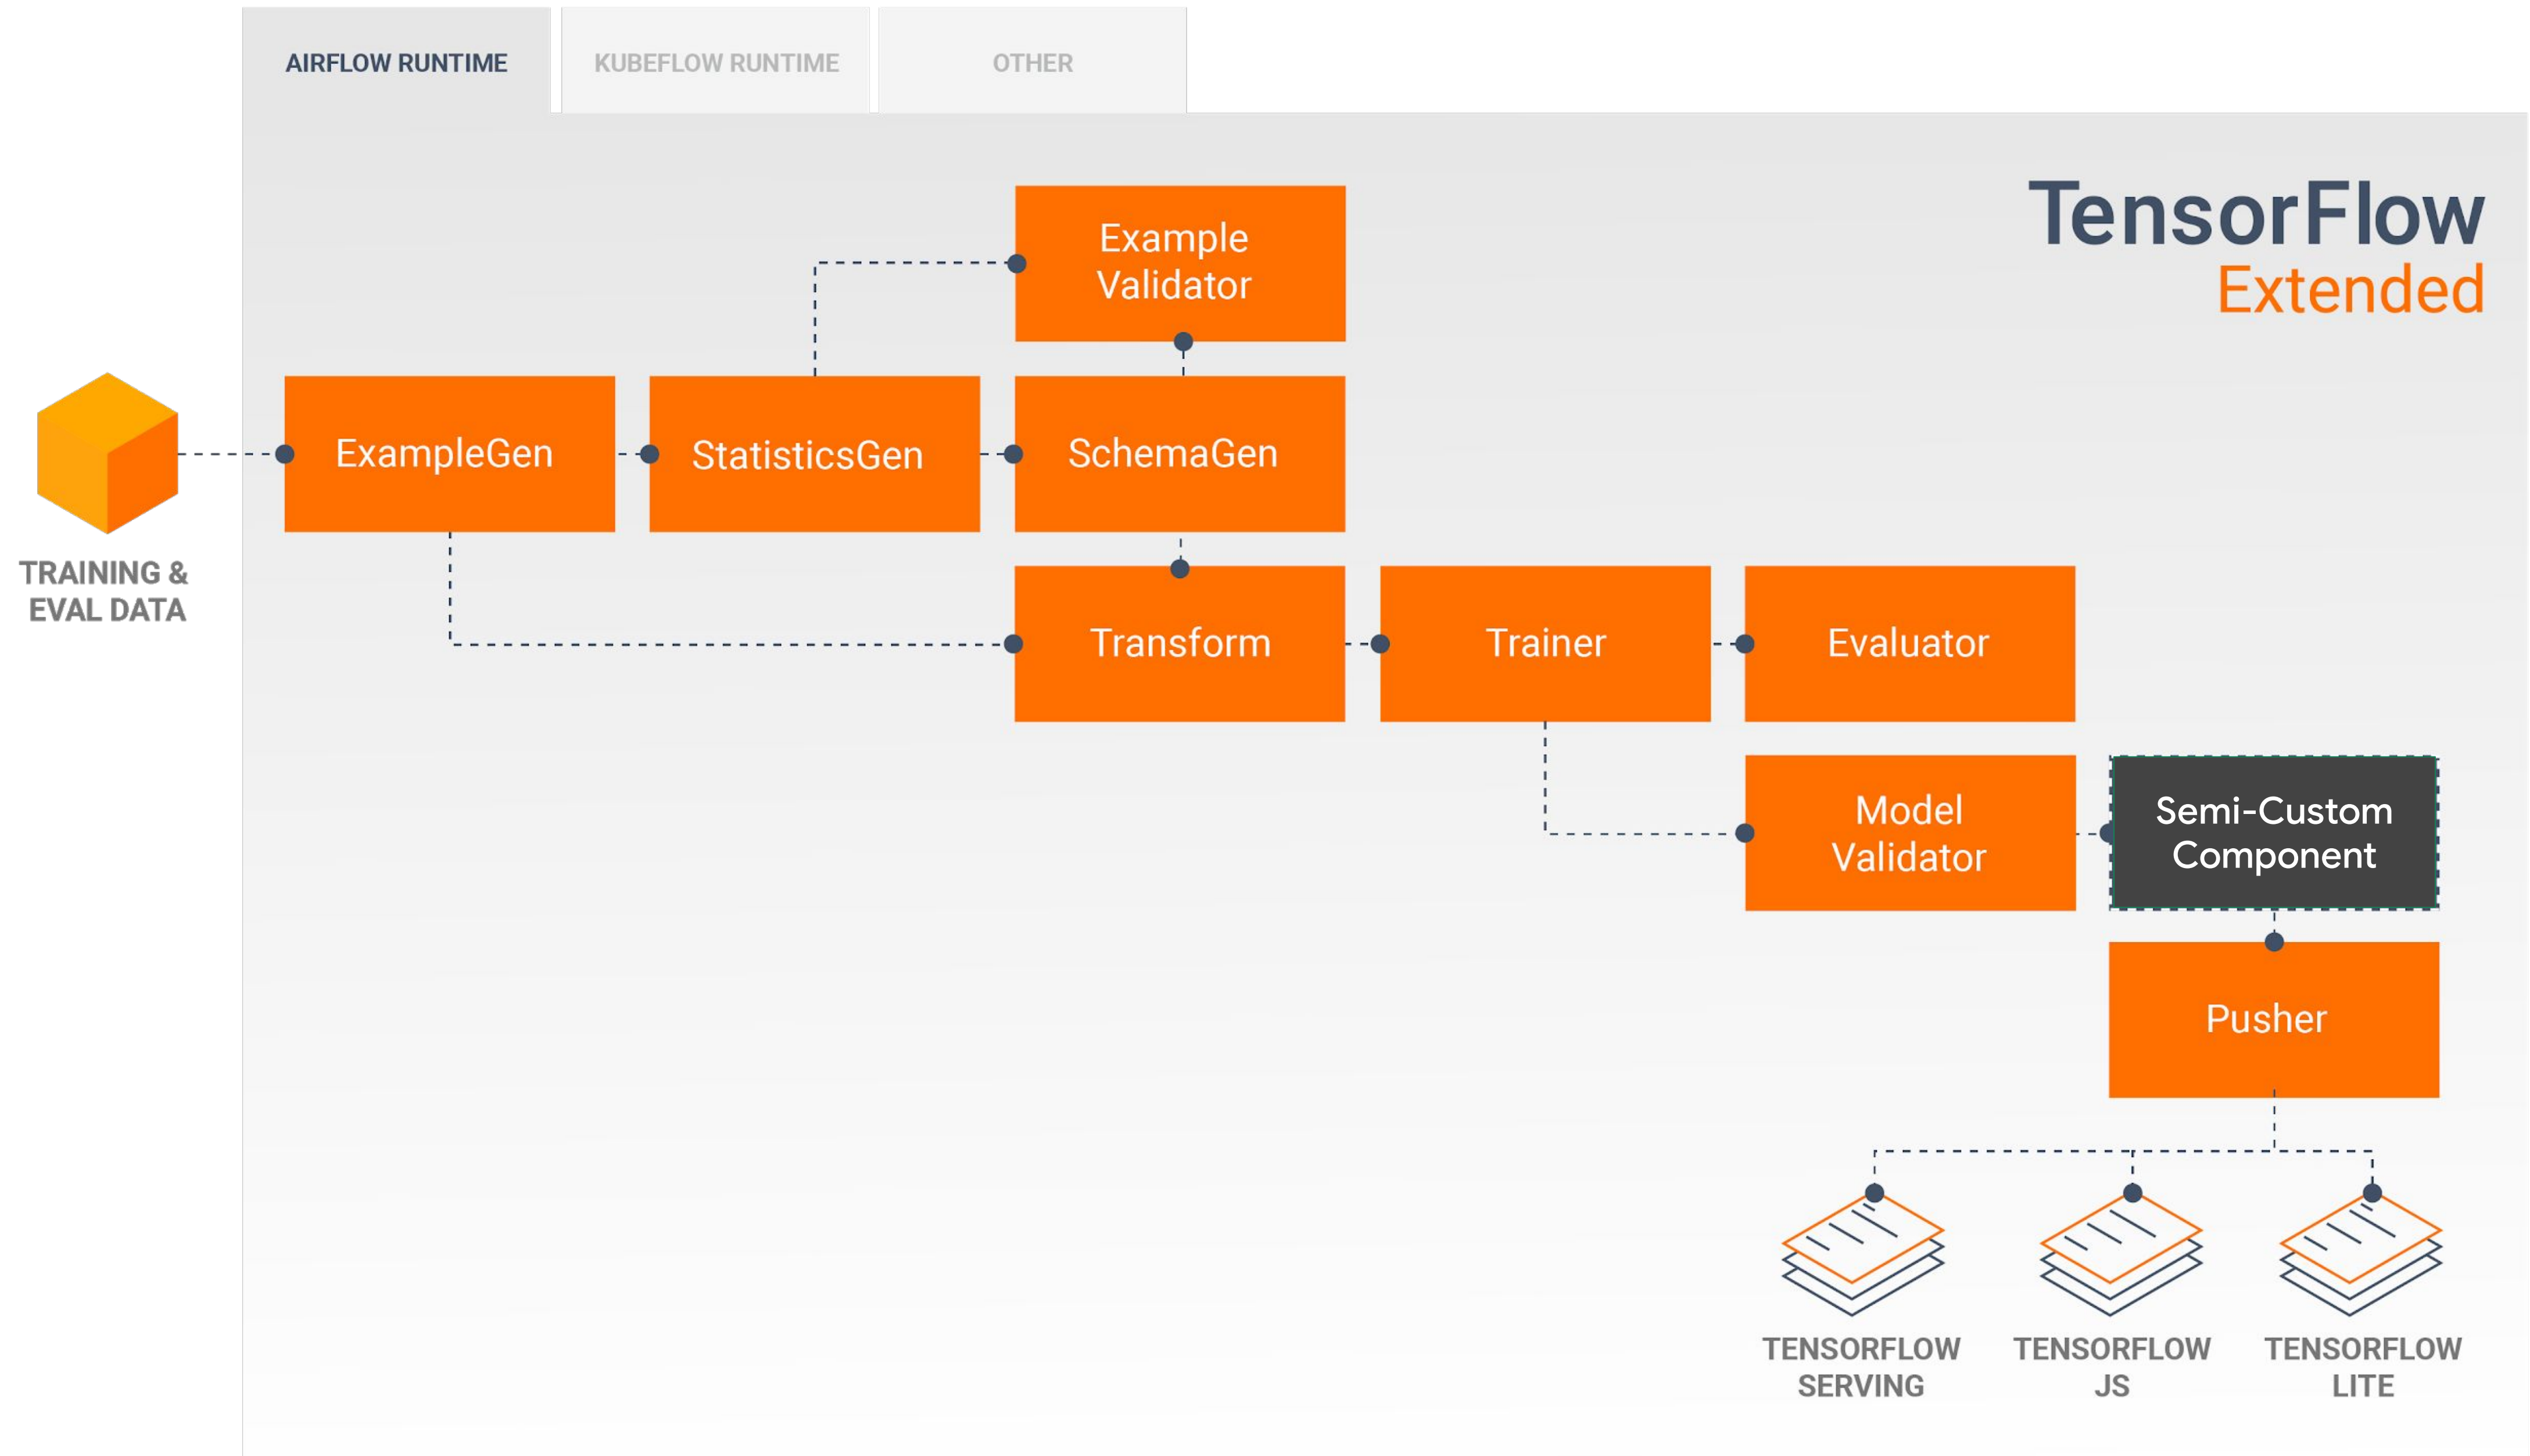 AIRFLOW RUNTIME
KUBEFLOW RUNTIME
OTHER
TensorFlow
Extended
Example
Validator
ExampleGen
StatisticsGen
SchemaGen
TRAINING &
EVAL DATA
Transform
Trainer
Evaluator
Model
Validator
Semi-Custom
Component
Pusher
TENSORFLOW
SERVING
TENSORFLOW
JS
TENSORFLOW
LITE